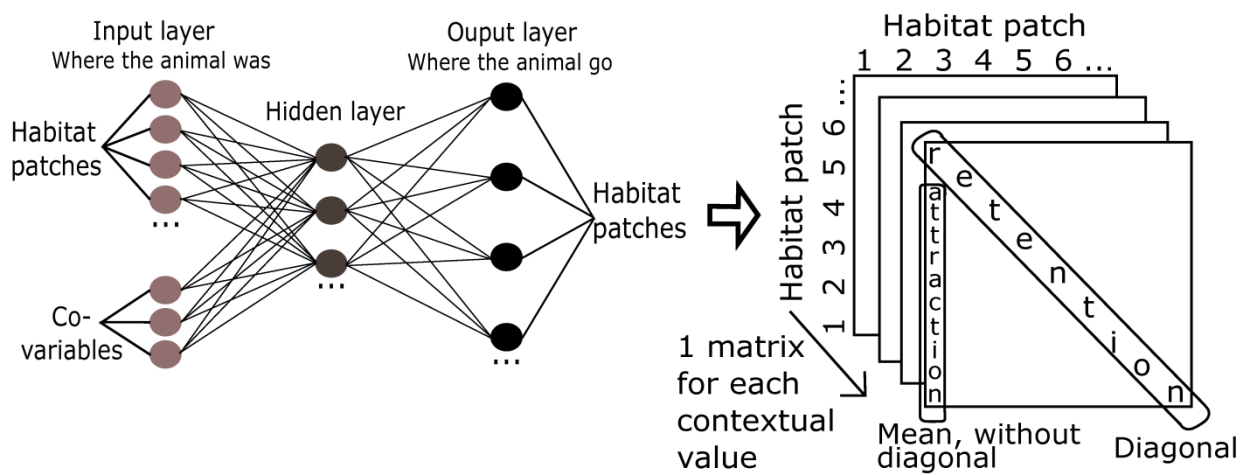 Input layer
Where the animal was
Habitat
patches
...
Co-
variables
Hidden layer
...
Ouput layer
Where the animal go
...
Habitat
patches
Habitat patch
1 2 3 4 5 6 ...
Habitat patch
1 2 3 4 5 6 ...
retention
attraction
1 matrix
for each
contextual
value
Mean, without
diagonal
Diagonal